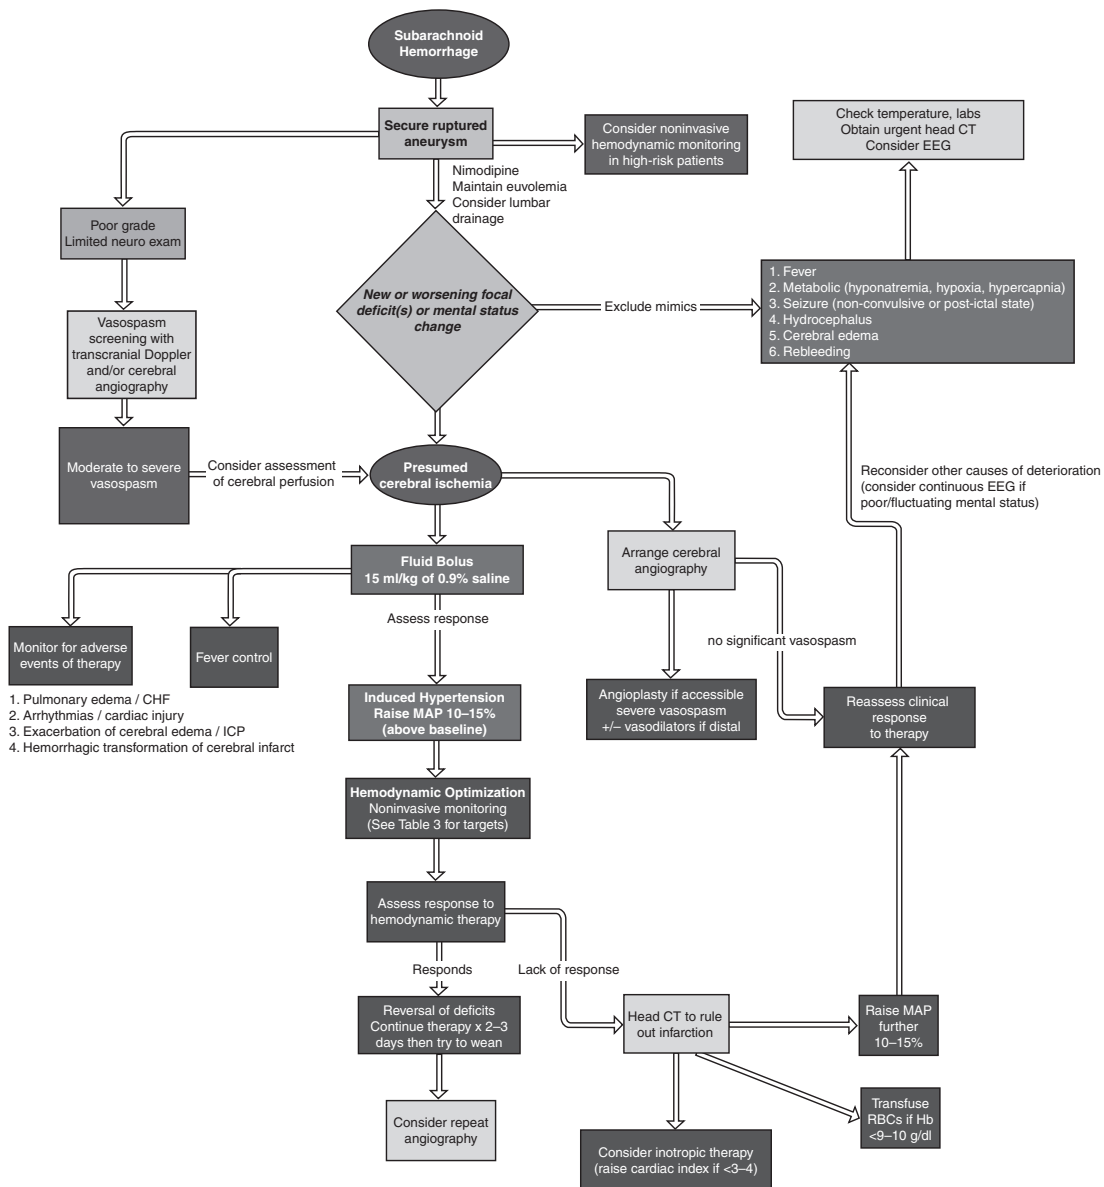 Subarachnoid
Hemorrhage
Secure ruptured
aneurysm
Consider noninvasive
hemodynamic monitoring
in high-risk patients
Check temperature, labs
Obtain urgent head CT
Consider EEG
Nimodipine
Maintain euvolemia
Consider lumbar
drainage
Poor grade
Limited neuro exam
New or worsening focal
deficit(s) or mental status
change
Exclude mimics
1. Fever
2. Metabolic (hyponatremia, hypoxia, hypercapnia)
3. Seizure (non-convulsive or post-ictal state)
4. Hydrocephalus
5. Cerebral edema
6. Rebleeding
Vasospasm
screening with
transcranial Doppler
and/or cerebral
angiography
Moderate to severe
vasospasm
Consider assessment
of cerebral perfusion
Presumed
cerebral ischemia
Reconsider other causes of deterioration
(consider continuous EEG if
poor/fluctuating mental status)
Fluid Bolus
15 ml/kg of 0.9% saline
Arrange cerebral
angiography
Assess response
Monitor for adverse
events of therapy
Fever control
no significant vasospasm
1. Pulmonary edema / CHF
2. Arrhythmias / cardiac injury
3. Exacerbation of cerebral edema / ICP
4. Hemorrhagic transformation of cerebral infarct
Induced Hypertension
Raise MAP 10–15%
(above baseline)
Angioplasty if accessible
severe vasospasm
+/– vasodilators if distal
Reassess clinical
response
to therapy
Hemodynamic Optimization
Noninvasive monitoring
(See Table 3 for targets)
Assess response to
hemodynamic therapy
Responds
Lack of response
Reversal of deficits
Continue therapy x 2–3
days then try to wean
Head CT to rule
out infarction
Raise MAP
further
10–15%
Consider repeat
angiography
Transfuse
RBCs if Hb
<9–10 g/dl
Consider inotropic therapy
(raise cardiac index if <3–4)